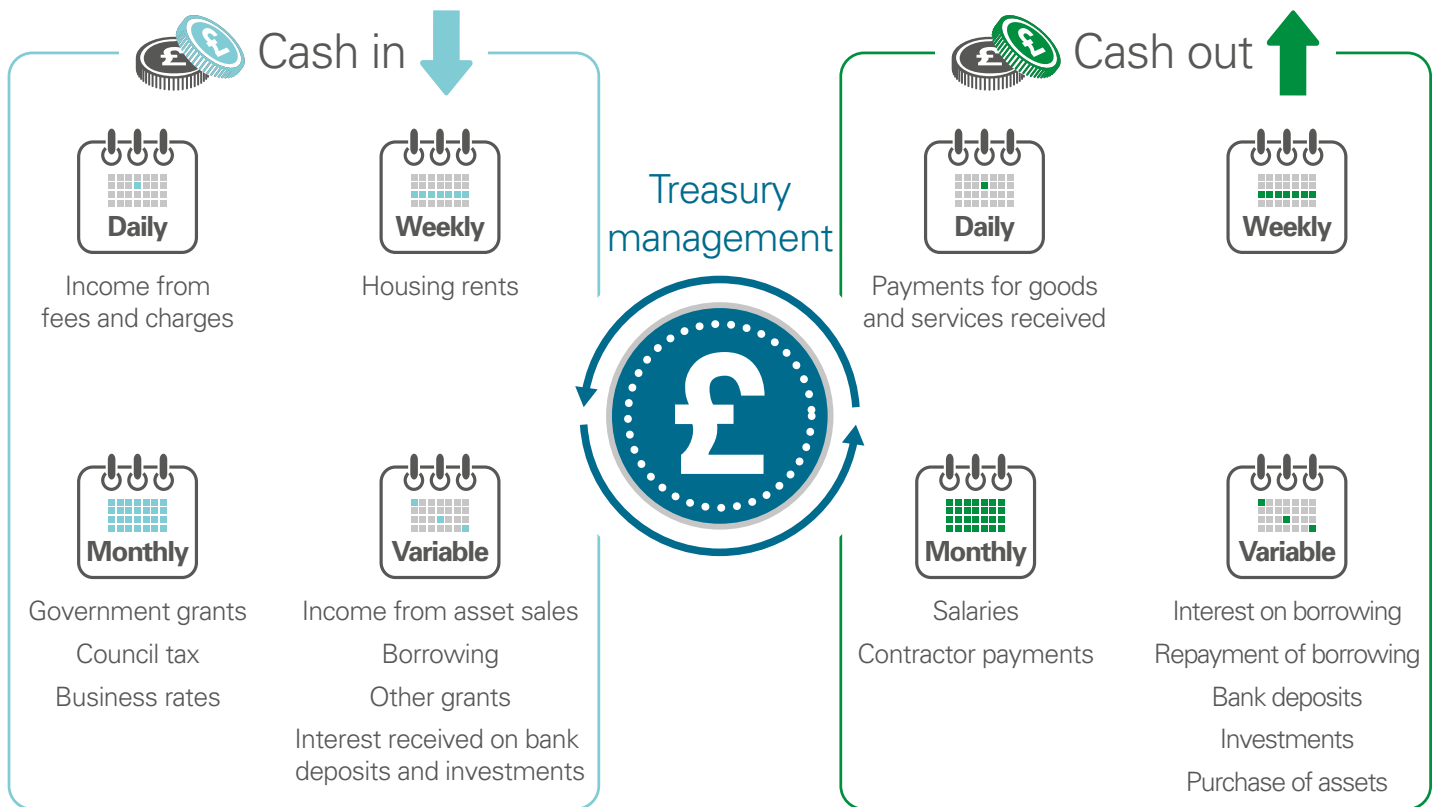 £ £ Cash in
Daily
Income from
fees and charges
Weekly
Housing rents
Monthly
Government grants
Council tax
Business rates
Variable
Income from asset sales
Borrowing
Other grants
Interest received on bank
deposits and investments
Treasury
management
£
£ £ Cash out
Daily
Payments for goods
and services received
Weekly
Monthly
Salaries
Contractor payments
Variable
Interest on borrowing
Repayment of borrowing
Bank deposits
Investments
Purchase of assets